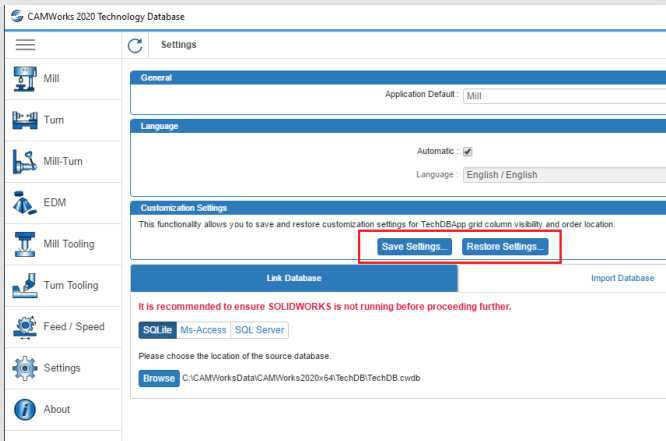 CAMWorks 2020 Technology Database
Settings
Mill
Turn
Mill-Turn
EDM
Mill Tooling
Turn Tooling
Feed / Speed
Settings
About
General
Application Default : Mill
Language
Automatic :
Language : English / English
Customization Settings
This functionality allows you to save and restore customization settings for TechDBApp grid column visibility and order location.
Save Settings... Restore Settings...
Link Database Import Database
It is recommended to ensure SOLIDWORKS is not running before proceeding further.
SQLite Ms-Access SQL Server
Please choose the location of the source database.
Browse C:\CAMWorksData\CAMWorks2020x64\TechDB\TechDB.cwdb